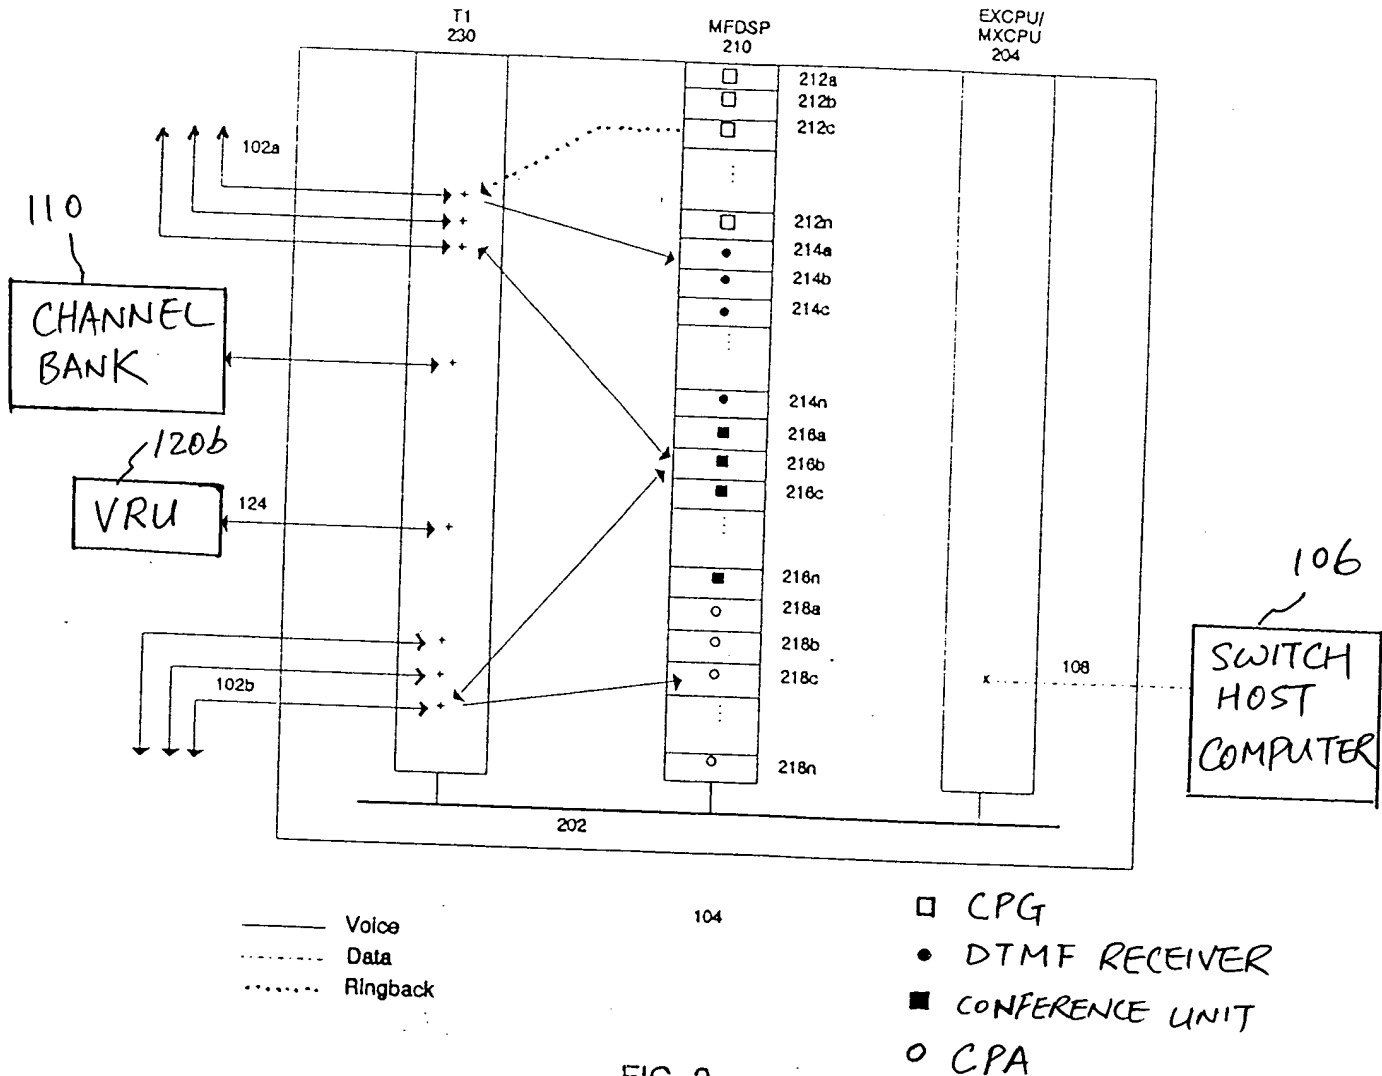 T1
230
MFDSP
210
EXCPU/
MXCPU
204
212a
212b
212c
102a
110
212n
214a
214b
214c
CHANNEL
BANK
214n
216a
120b
216b
VRU
124
216c
216n
106
218a
218b
SWITCH
HOST
COMPUTER
108
102b
218c
218n
202
104
Voice
Data
Ringback
CPG
DTMF RECEIVER
CONFERENCE UNIT
CPA